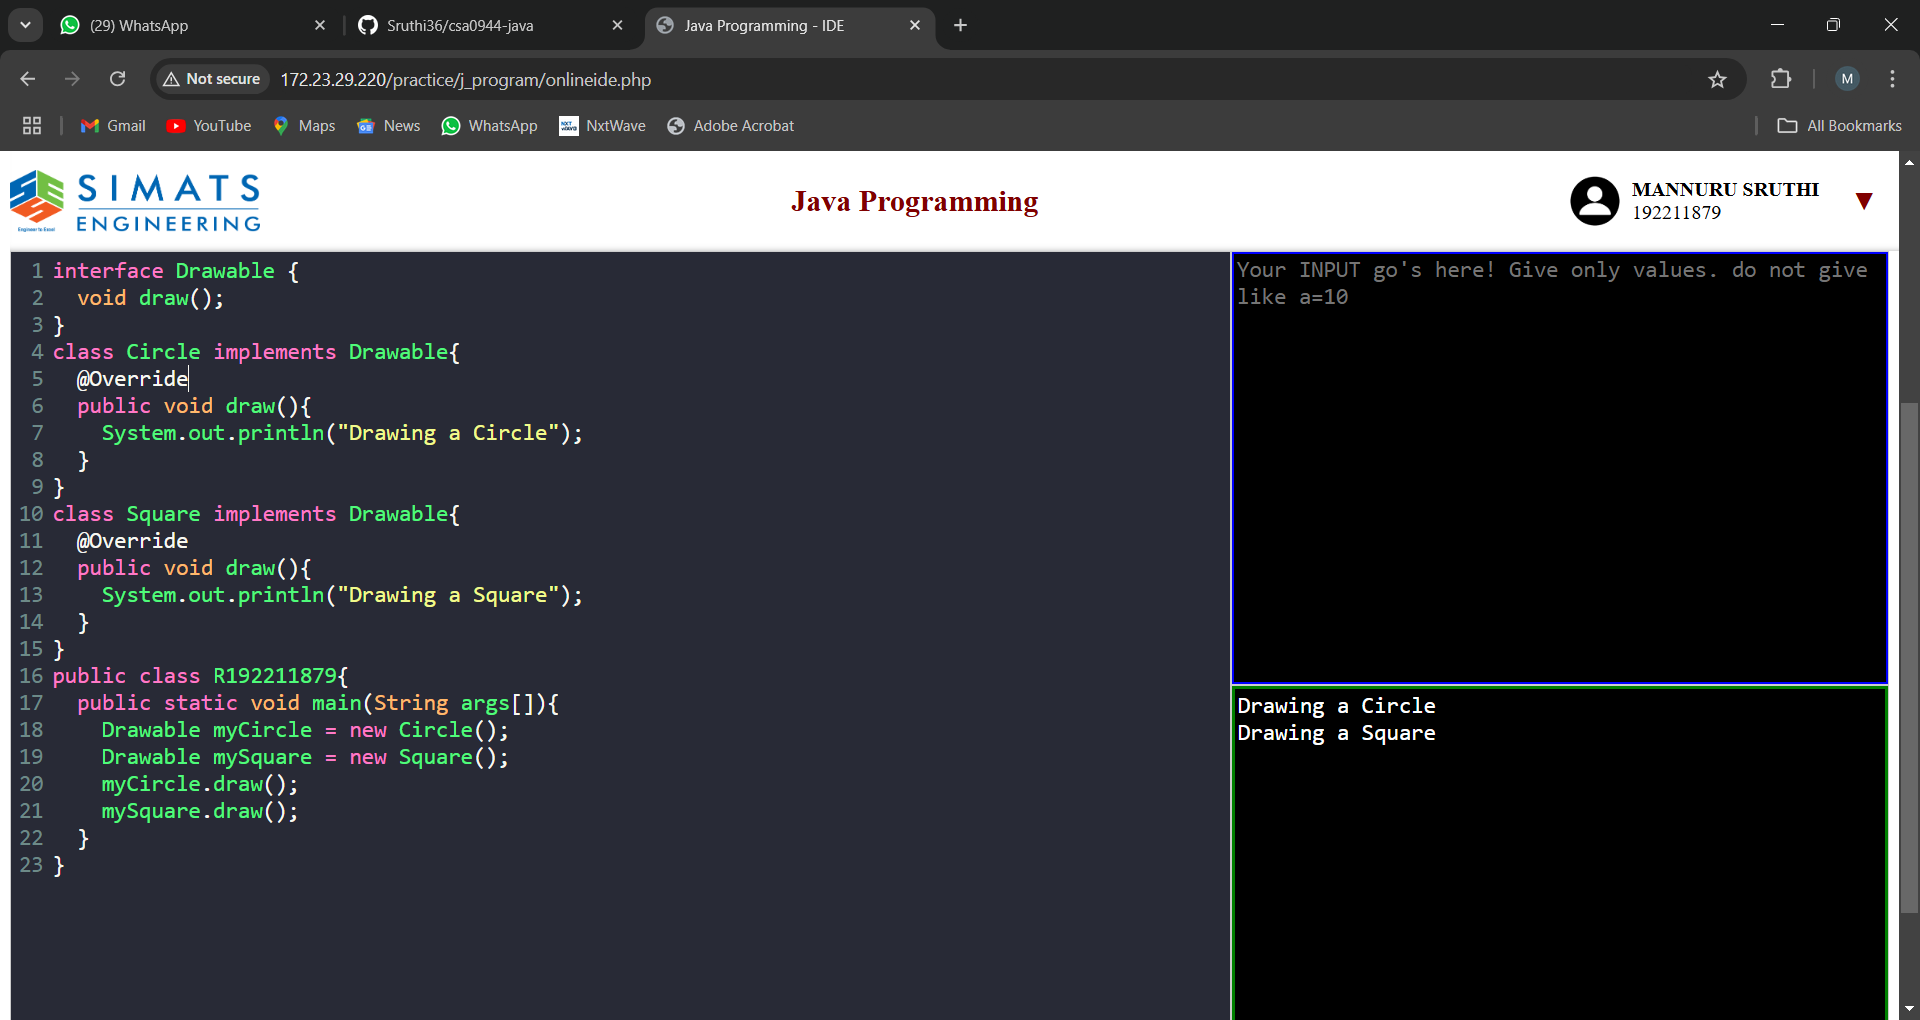 (29) WhatsApp
Sruthi36/csa0944-java
Java Programming - IDE
Not secure
172.23.29.220/practice/j_program/onlineide.php
M
Gmail
YouTube
Maps
News
WhatsApp
NxtWave
Adobe Acrobat
All Bookmarks
SIMATS
ENGINEERING
Engineer to Excel
Java Programming
MANNURU SRUTHI
192211879
1 interface Drawable {
2   void draw();
3 }
4 class Circle implements Drawable{
5   @Override
6   public void draw(){
7     System.out.println("Drawing a Circle");
8   }
9 }
10 class Square implements Drawable{
11   @Override
12   public void draw(){
13     System.out.println("Drawing a Square");
14   }
15 }
16 public class R192211879{
17   public static void main(String args[]){
18     Drawable myCircle = new Circle();
19     Drawable mySquare = new Square();
20     myCircle.draw();
21     mySquare.draw();
22   }
23 }
Your INPUT go's here! Give only values. do not give
like a=10
Drawing a Circle
Drawing a Square